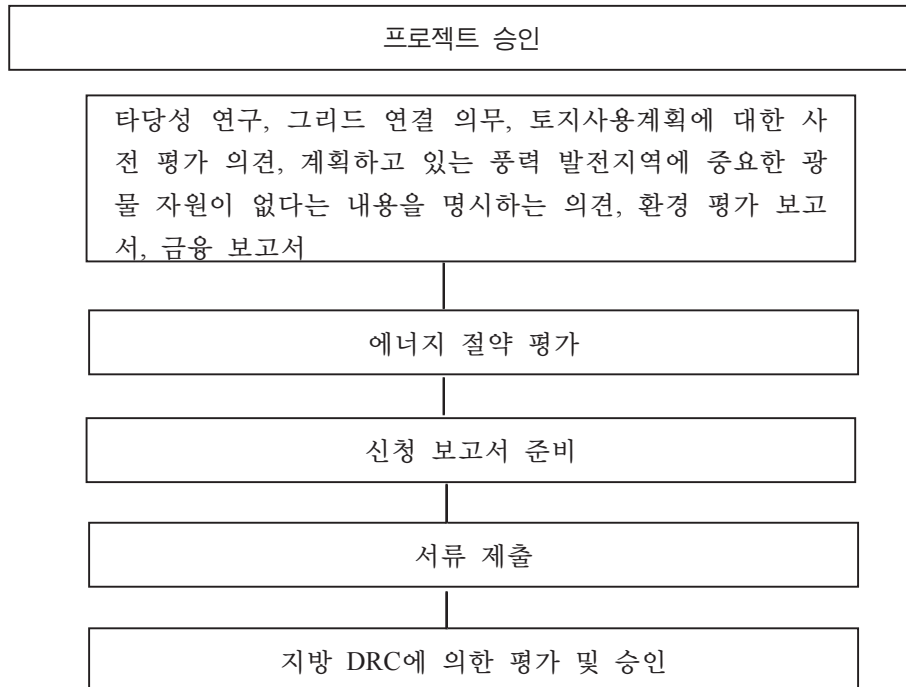 프로젝트 승인
타당성 연구, 그리드 연결 의무, 토지사용계획에 대한 사
전 평가 의견, 계획하고 있는 풍력 발전지역에 중요한 광
물 자원이 없다는 내용을 명시하는 의견, 환경 평가 보고
서, 금융 보고서
에너지 절약 평가
신청 보고서 준비
서류 제출
지방 DRC에 의한 평가 및 승인